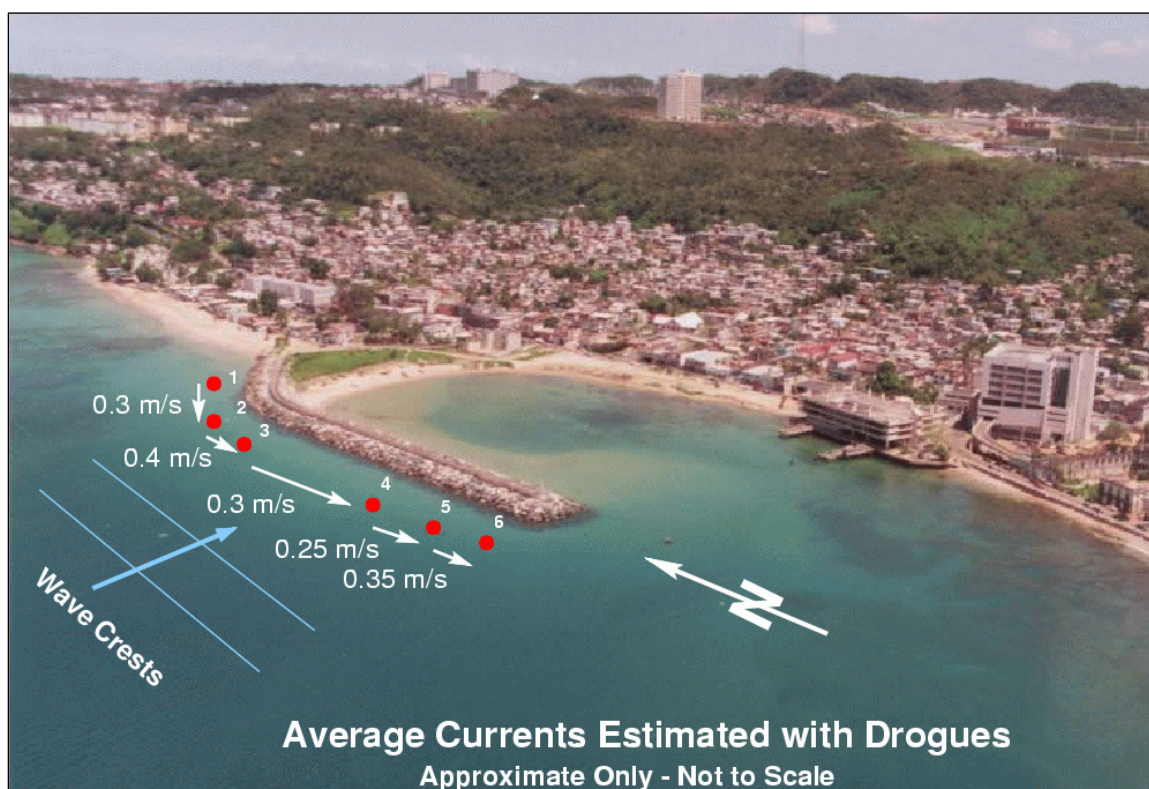 1
0.3 m/s
2
3
0.4 m/s
0.3 m/s
4
5
6
0.25 m/s
0.35 m/s
Wave Crests
N
Average Currents Estimated with Drogues
Approximate Only - Not to Scale